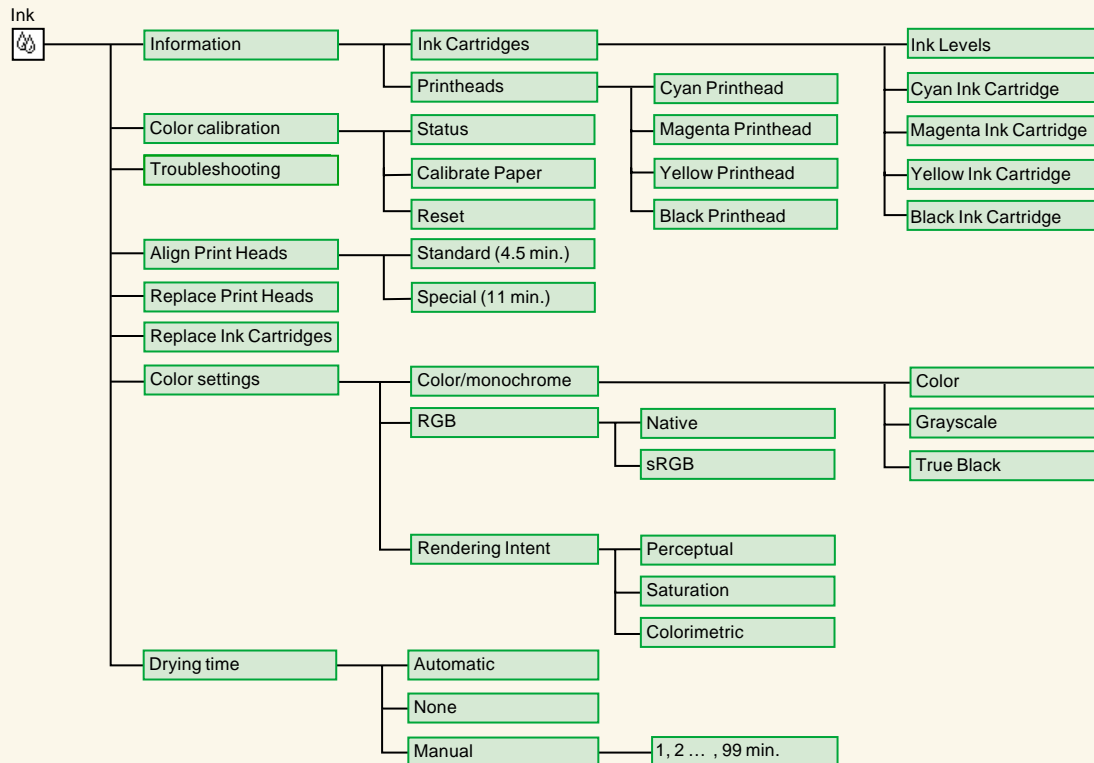 Ink
Information
Ink Cartridges
Ink Levels
Printheads
Cyan Printhead
Cyan Ink Cartridge
Color calibration
Status
Magenta Printhead
Magenta Ink Cartridge
Troubleshooting
Calibrate Paper
Yellow Printhead
Yellow Ink Cartridge
Reset
Black Printhead
Black Ink Cartridge
Align Print Heads
Standard (4.5 min.)
Replace Print Heads
Special (11 min.)
Replace Ink Cartridges
Color settings
Color/monochrome
Color
RGB
Native
Grayscale
sRGB
True Black
Rendering Intent
Perceptual
Saturation
Colorimetric
Drying time
Automatic
None
Manual
1, 2 ... , 99 min.